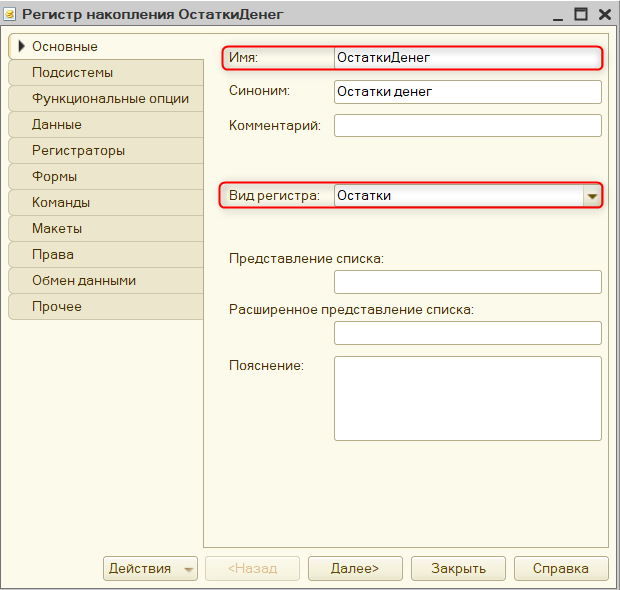 Регистр накопления ОстаткиДенег
Основные
Подсистемы
Функциональные опции
Данные
Регистраторы
Формы
Команды
Макеты
Права
Обмен данными
Прочее
Имя: ОстаткиДенег
Синоним: Остатки денег
Комментарий:
Вид регистра: Остатки
Представление списка:
Расширенное представление списка:
Пояснение:
Действия <Назад Далее> Закрыть Справка